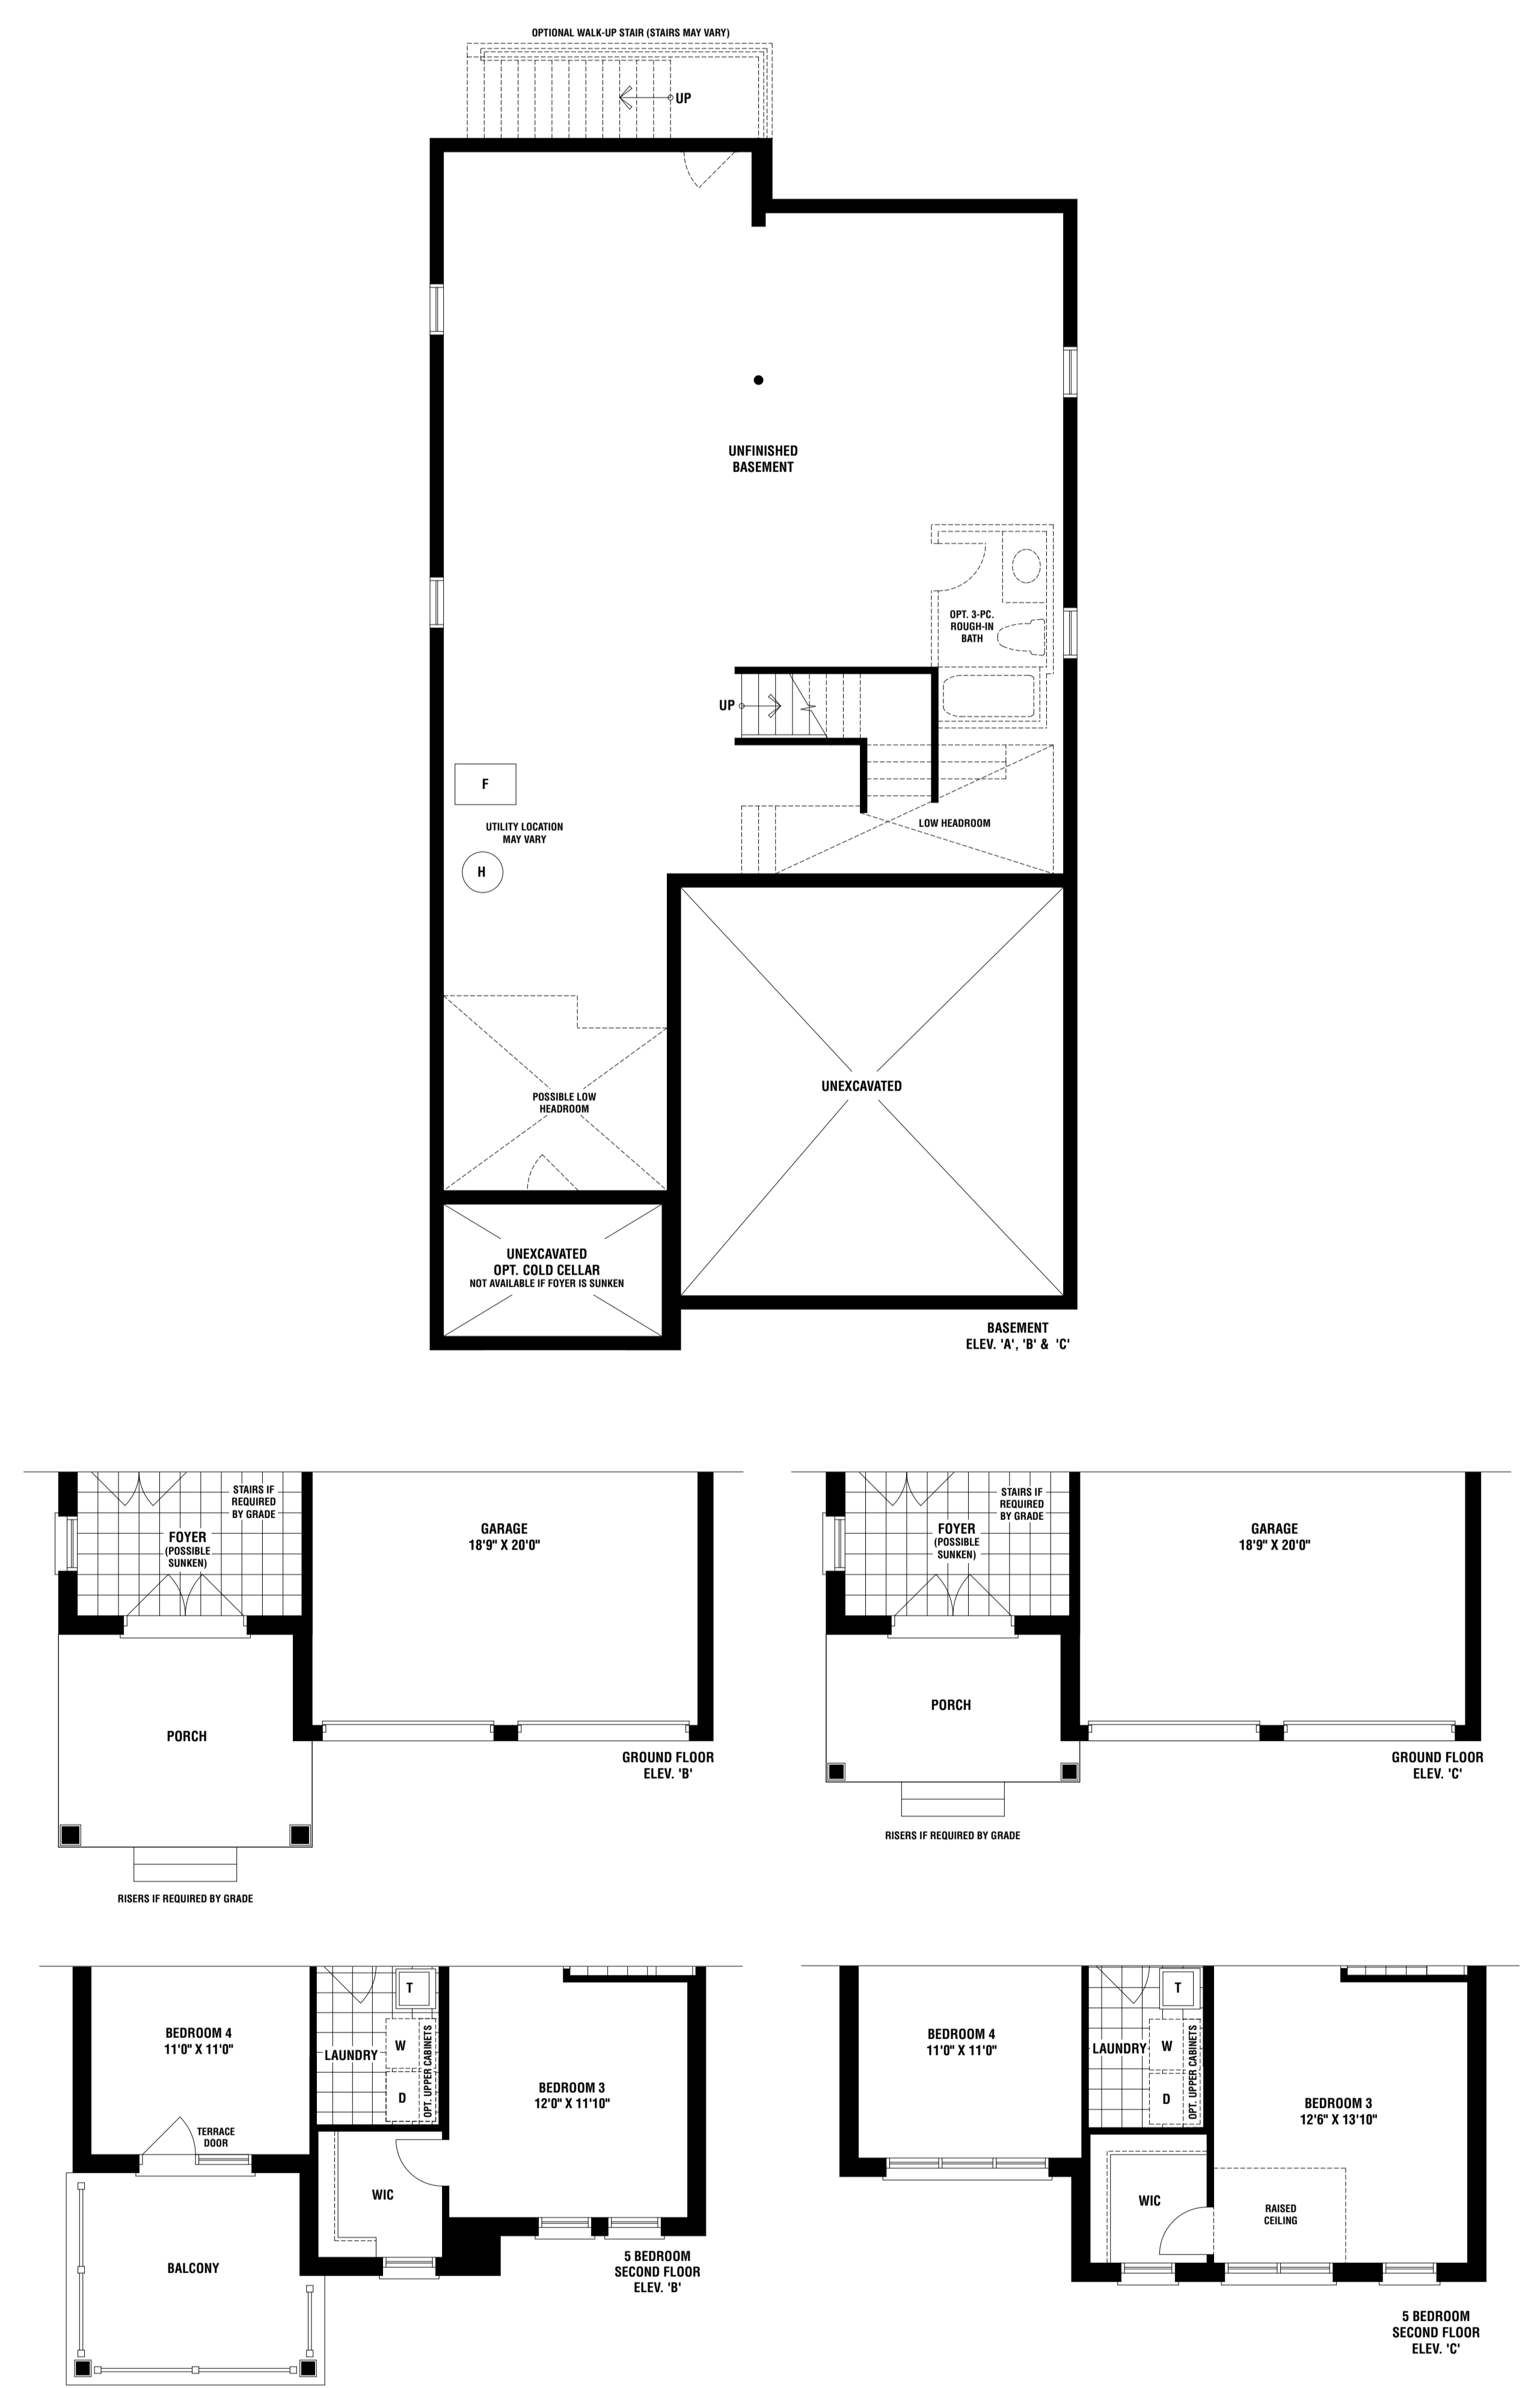 OPTIONAL WALK-UP STAIR (STAIRS MAY VARY)
UP
UNFINISHED
BASEMENT
OPT. 3-PC.
ROUGH-IN
BATH
UP
F
UTILITY LOCATION
MAY VARY
H
LOW HEADROOM
POSSIBLE LOW
HEADROOM
UNEXCAVATED
UNEXCAVATED
OPT. COLD CELLAR
NOT AVAILABLE IF FOYER IS SUNKEN
BASEMENT
ELEV. 'A', 'B' & 'C'
STAIRS IF
REQUIRED
BY GRADE
FOYER
(POSSIBLE
SUNKEN)
GARAGE
18'9" X 20'0"
PORCH
GROUND FLOOR
ELEV. 'B'
RISERS IF REQUIRED BY GRADE
STAIRS IF
REQUIRED
BY GRADE
FOYER
(POSSIBLE
SUNKEN)
GARAGE
18'9" X 20'0"
PORCH
GROUND FLOOR
ELEV. 'C'
RISERS IF REQUIRED BY GRADE
BEDROOM 4
11'0" X 11'0"
TERRACE
DOOR
LAUNDRY
T
W
D
OPT. UPPER CABINETS
BEDROOM 3
12'0" X 11'10"
WIC
BALCONY
5 BEDROOM
SECOND FLOOR
ELEV. 'B'
BEDROOM 4
11'0" X 11'0"
LAUNDRY
T
W
D
OPT. UPPER CABINETS
BEDROOM 3
12'6" X 13'10"
WIC
RAISED
CEILING
5 BEDROOM
SECOND FLOOR
ELEV. 'C'